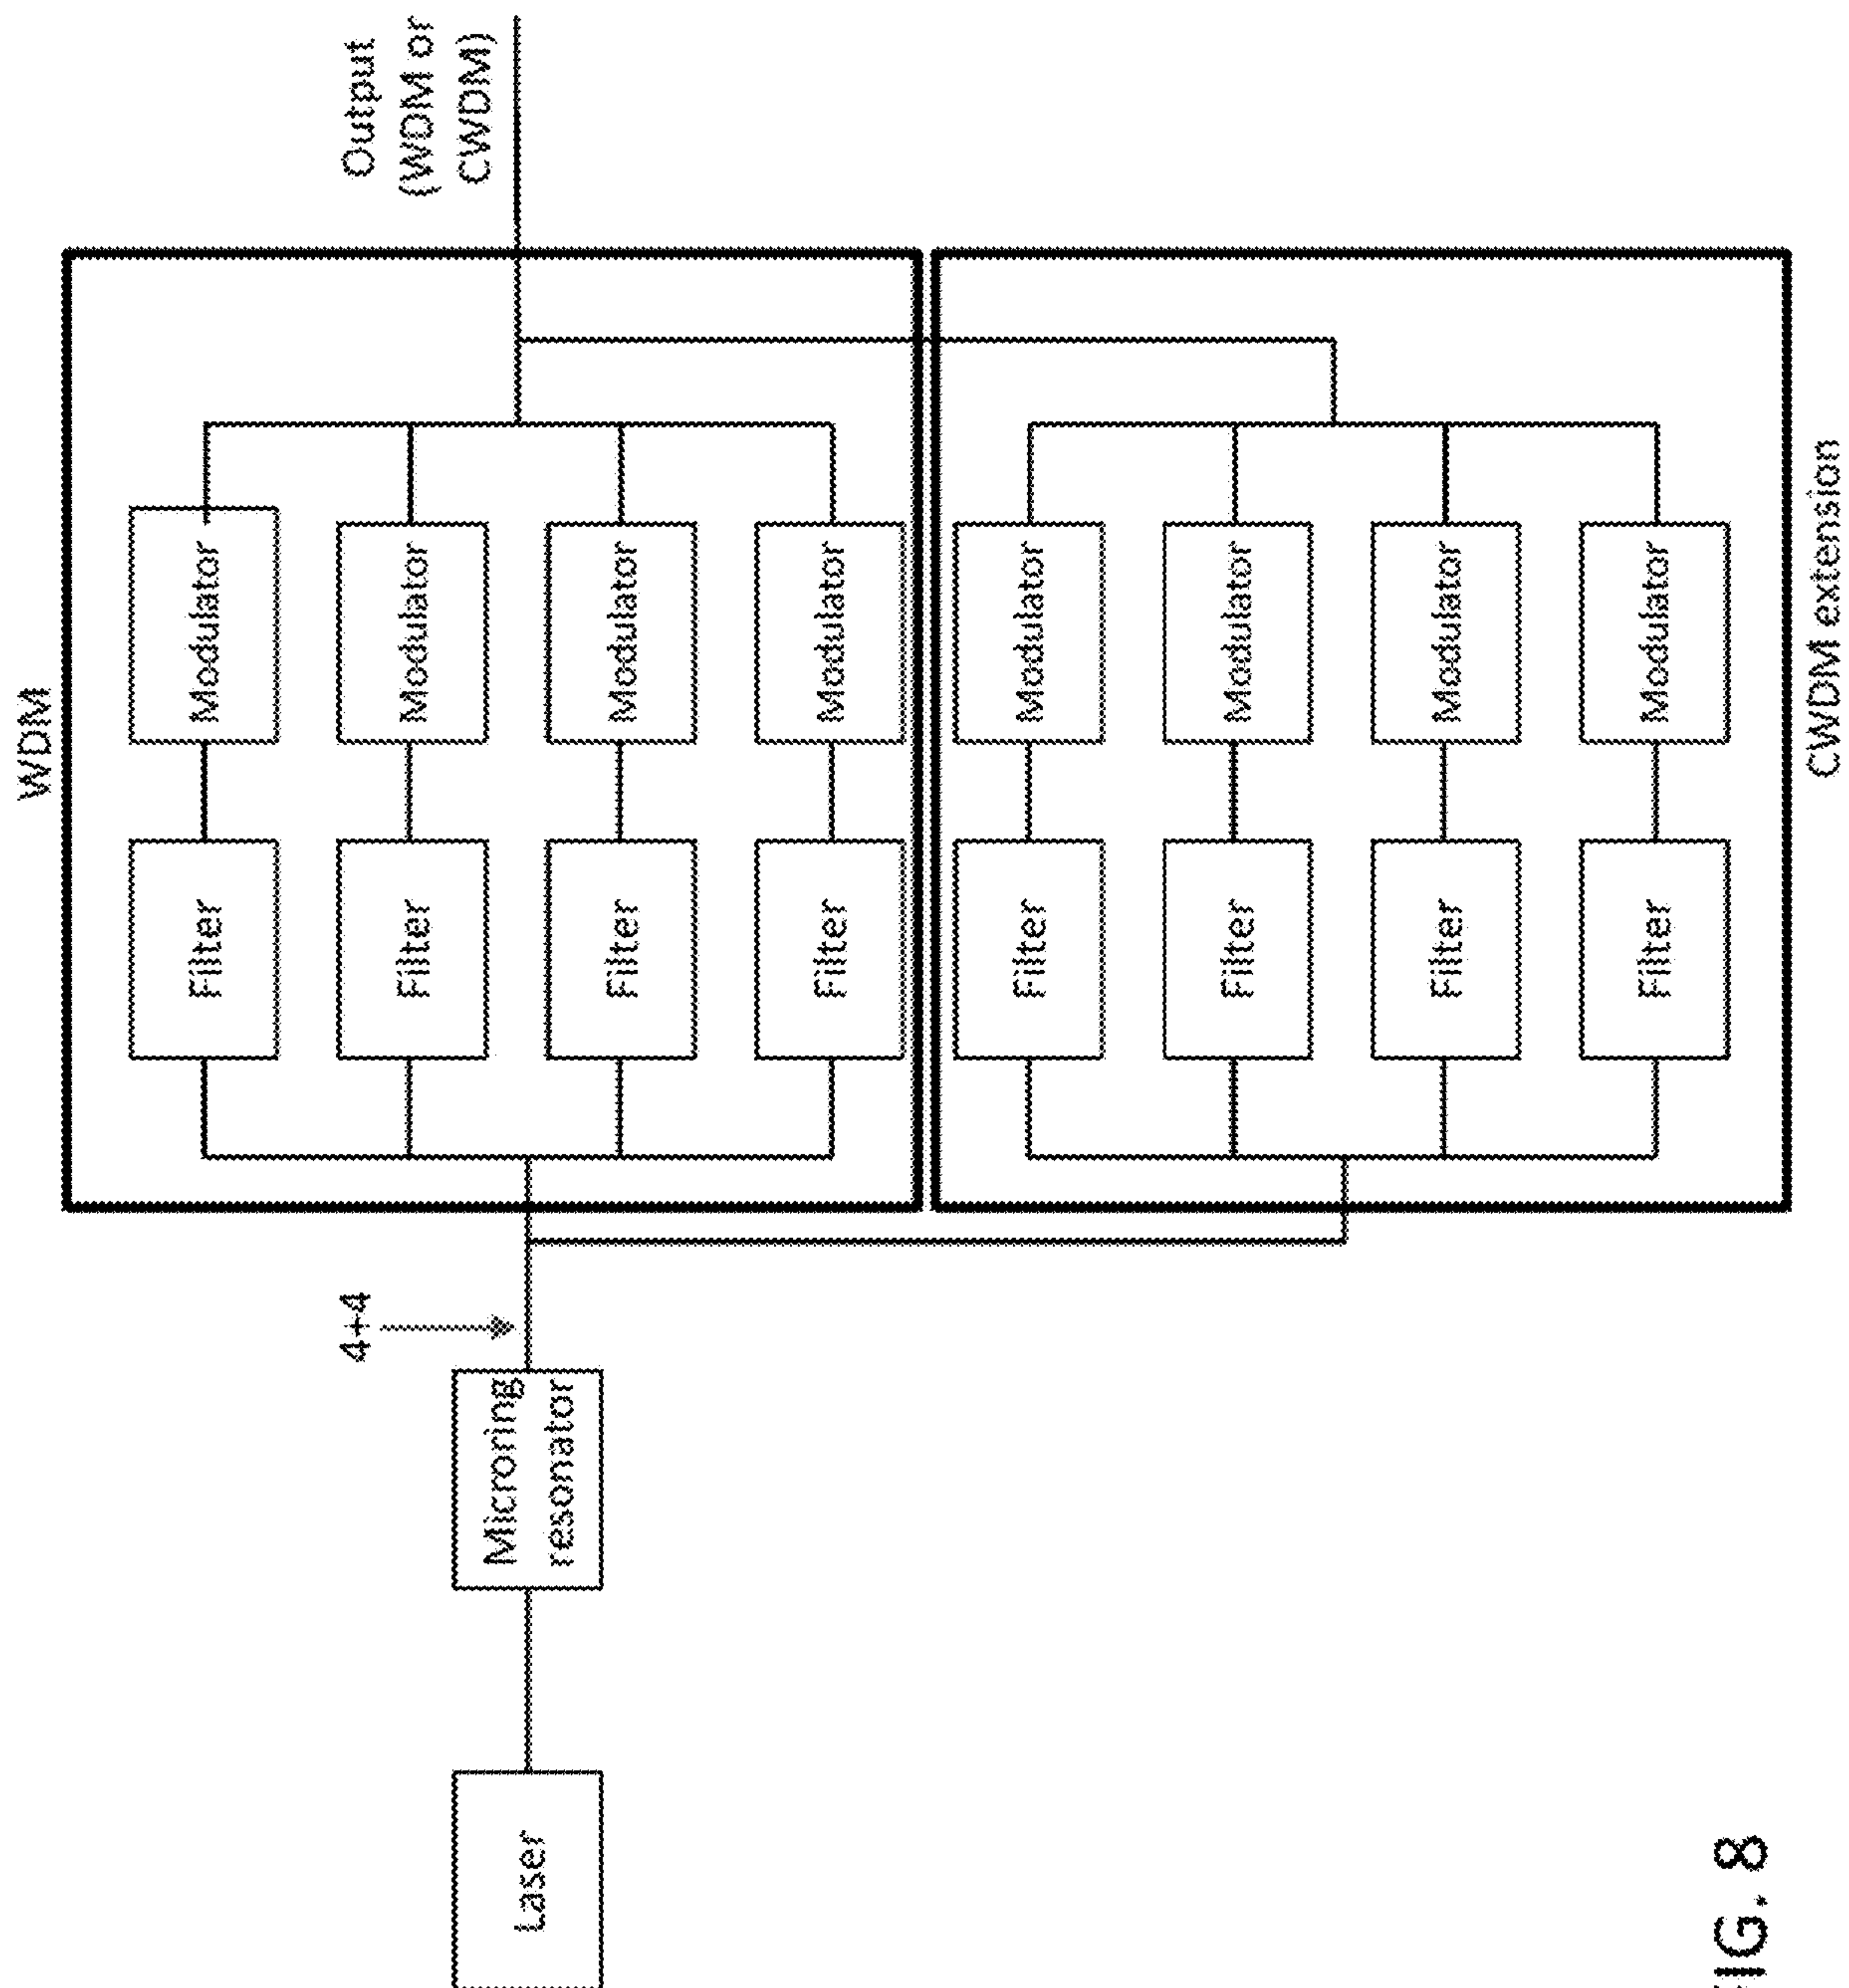 WDM
Output
(WDM or
CWDM)
Filter
Modulator
Filter
Modulator
4+4
Laser
Microring
resonator
Filter
Modulator
Filter
Modulator
Filter
Modulator
Filter
Modulator
Filter
Modulator
Filter
Modulator
CWDM extension
IG. 8